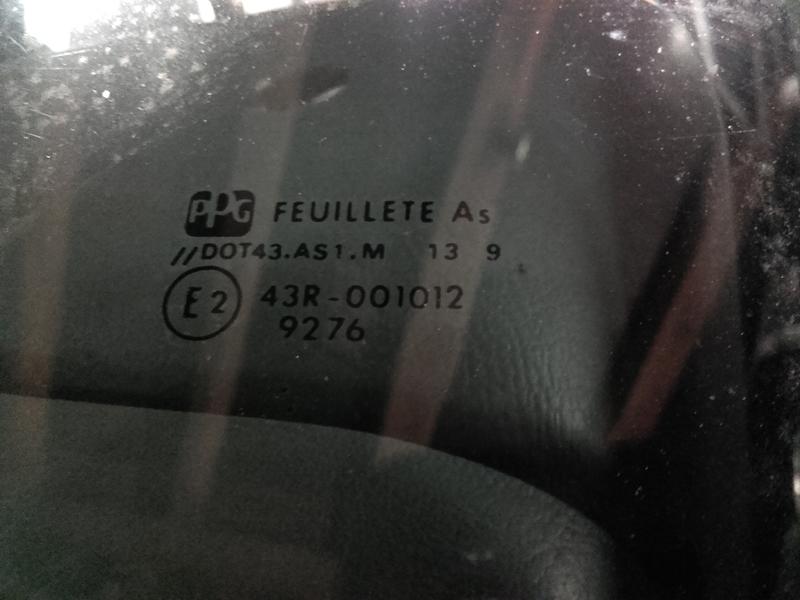 PPG FEUILLETE As
//DOT43.AS1.M 13 9
E2 43R-001012
9276